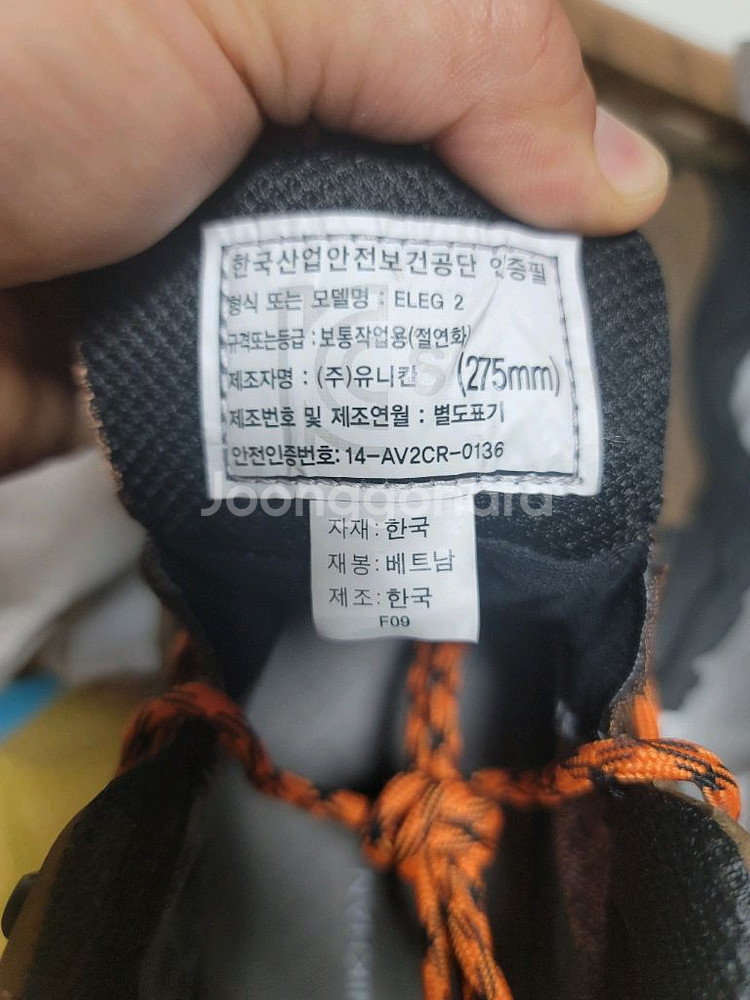 한국산업안전보건공단 인증필
형식 또는 모델명 : ELEG 2
규격또는등급 : 보통작업용(절연화)
제조자명 : (주)유니칸 (275mm)
제조번호 및 제조연월 : 별도표기
안전인증번호: 14-AV2CR-0136
Joongonara
자재: 한국
재봉: 베트남
제조: 한국
F09